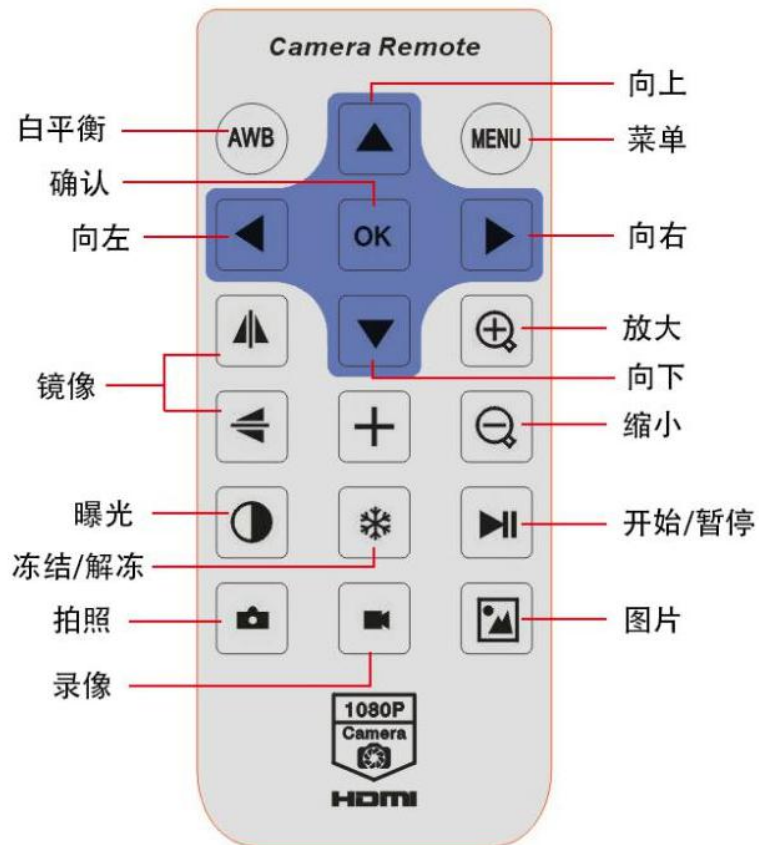 Camera Remote
向上
白平衡
AWB
MENU
菜单
确认
向左
OK
向右
放大
镜像
向下
缩小
曝光
开始/暂停
冻结/解冻
拍照
图片
录像
1080P
Camera
HDMI